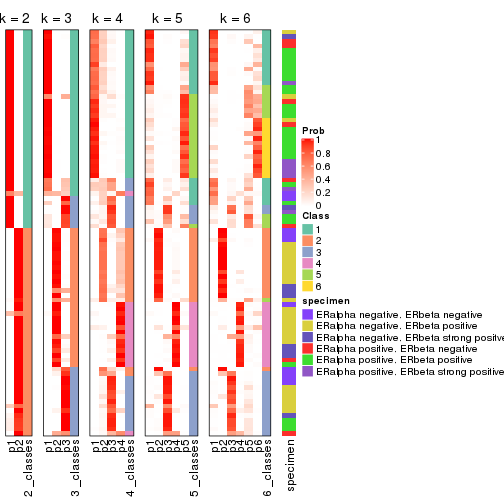 k = 2
k = 3
k = 4
k = 5
k = 6
Prob
1
0.8
0.6
0.4
0.2
0
Class
1
2
3
4
5
6
specimen
ERalpha negative. ERbeta negative
ERalpha negative. ERbeta positive
ERalpha negative. ERbeta strong positive
ERalpha positive. ERbeta negative
ERalpha positive. ERbeta positive
ERalpha positive. ERbeta strong positive
p1
p2
2_classes
p1
p2
p3
3_classes
p1
p2
p3
p4
4_classes
p1
p2
p3
p4
p5
5_classes
p1
p2
p3
p4
p5
p6
6_classes
specimen